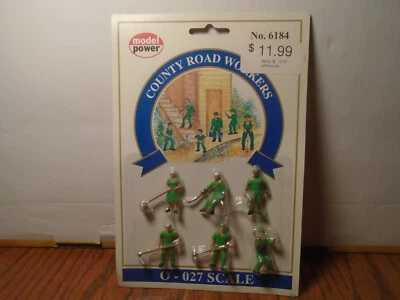 model
power
No. 6184
$ 11.99
COUNTY ROAD WORKERS
O - 027 SCALE